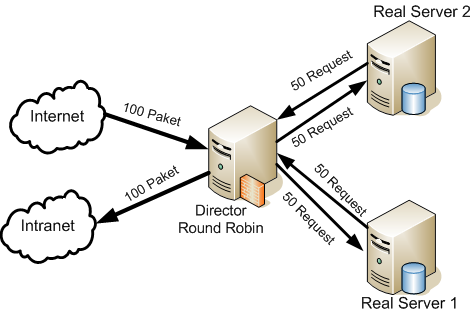 Real Server 2
50 Request
50 Request
Internet
100 Paket
100 Paket
Intranet
Director
Round Robin
50 Request
50 Request
Real Server 1